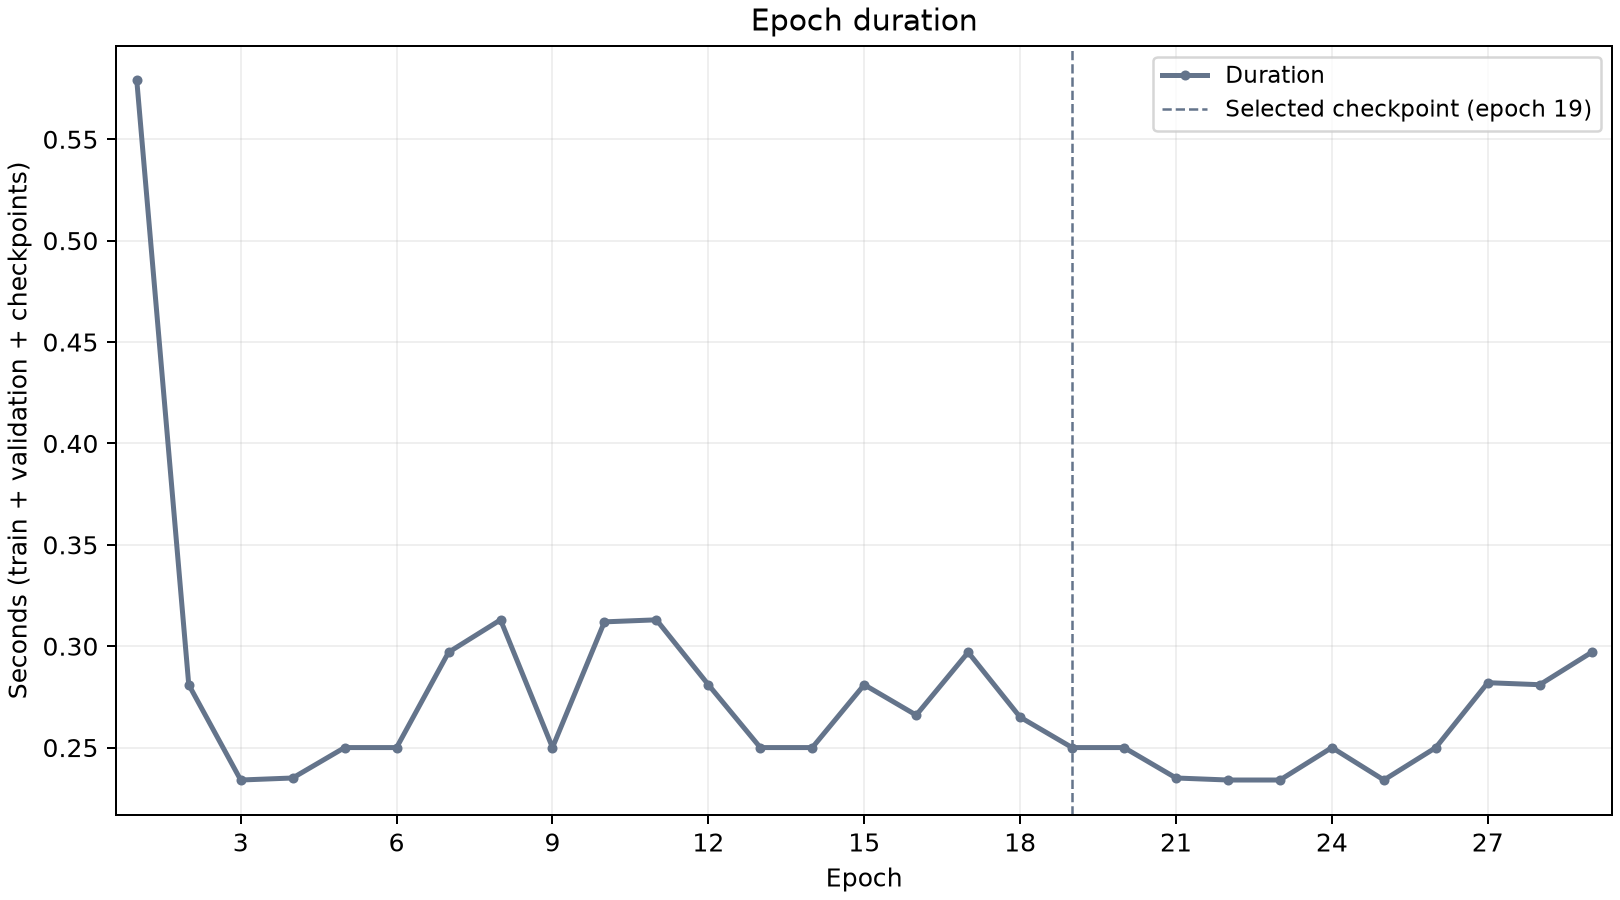 Epoch duration
Duration
Selected checkpoint (epoch 19)
Seconds (train + validation + checkpoints)
0.55
0.50
0.45
0.40
0.35
0.30
0.25
3 6 9 12 15 18 21 24 27
Epoch